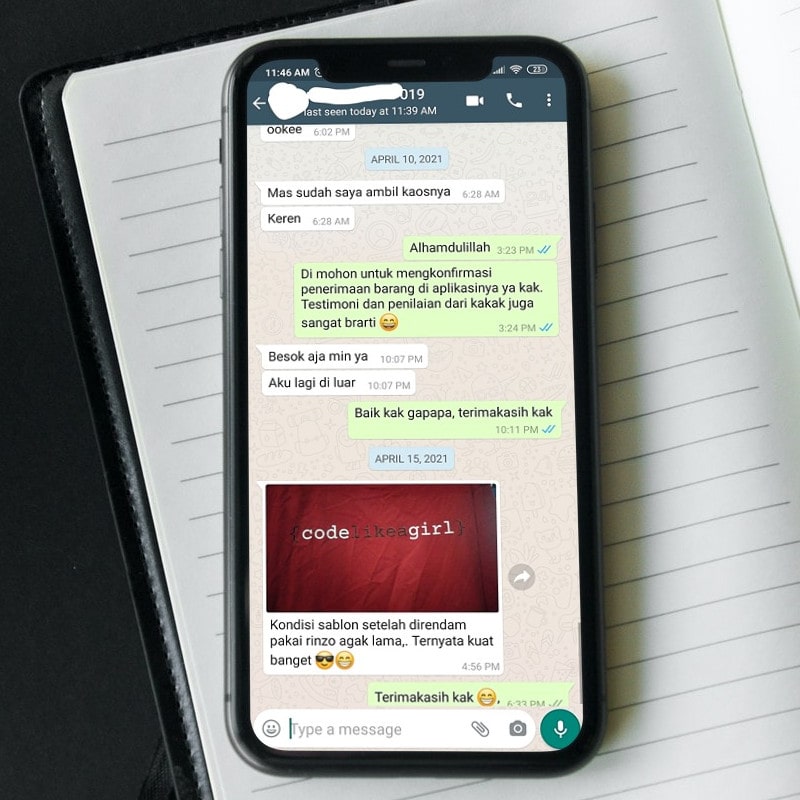 11:46 AM
23
019
last seen today at 11:39 AM
ookee 6:02 PM
APRIL 10, 2021
Mas sudah saya ambil kaosnya 6:28 AM
Keren 6:28 AM
Alhamdulillah 3:23 PM
Di mohon untuk mengkonfirmasi
penerimaan barang di aplikasinya ya kak.
Testimoni dan penilaian dari kakak juga
sangat brarti 😄
3:24 PM
Besok aja min ya 10:07 PM
Aku lagi di luar 10:07 PM
Baik kak gapapa, terimakasih kak
10:11 PM
APRIL 15, 2021
{codelikeagirl}
Kondisi sablon setelah direndam
pakai rinzo agak lama,. Ternyata kuat
banget 😎😁
4:56 PM
Terimakasih kak 😁, 6:33 PM
Type a message